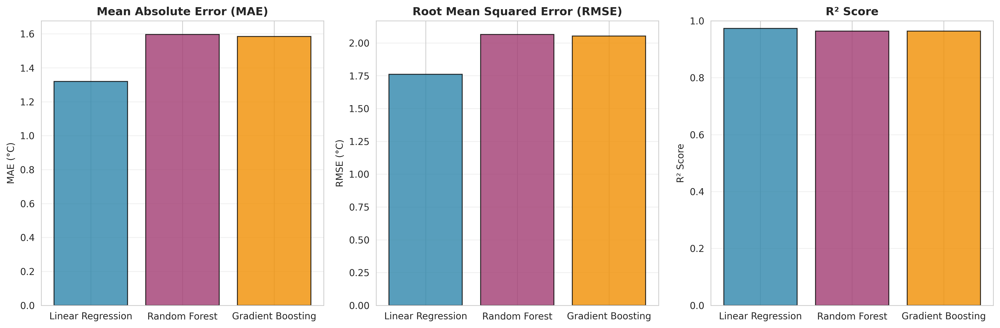 Mean Absolute Error (MAE)
MAE (°C)
1.6
1.4
1.2
1.0
0.8
0.6
0.4
0.2
0.0
Linear Regression
Random Forest
Gradient Boosting
Root Mean Squared Error (RMSE)
RMSE (°C)
2.00
1.75
1.50
1.25
1.00
0.75
0.50
0.25
0.00
Linear Regression
Random Forest
Gradient Boosting
R² Score
R² Score
1.0
0.8
0.6
0.4
0.2
0.0
Linear Regression
Random Forest
Gradient Boosting